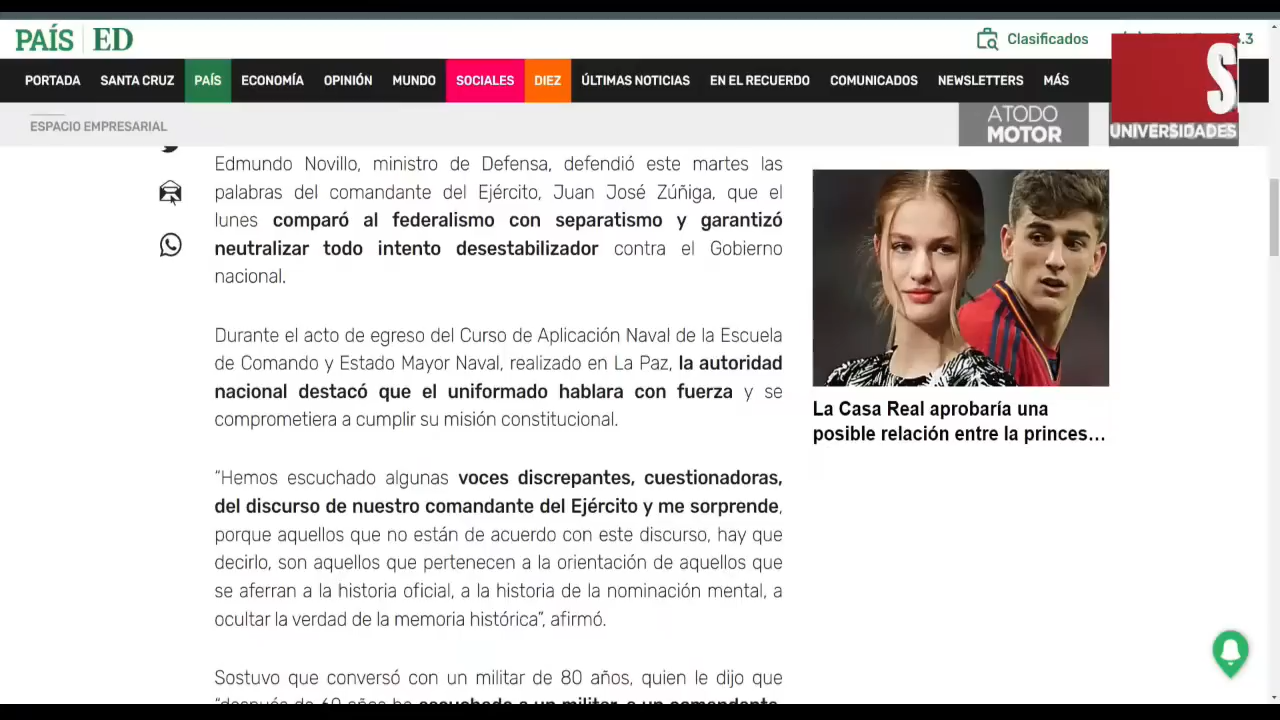 PAÍS ED
Clasificados
.3
PORTADA SANTA CRUZ PAÍS ECONOMÍA OPINIÓN MUNDO SOCIALES DIEZ ÚLTIMAS NOTICIAS EN EL RECUERDO COMUNICADOS NEWSLETTERS MÁS
S
ESPACIO EMPRESARIAL
A TODO
MOTOR
UNIVERSIDADES
Edmundo Novillo, ministro de Defensa, defendió este martes las
palabras del comandante del Ejército, Juan José Zúñiga, que el
lunes comparó al federalismo con separatismo y garantizó
neutralizar todo intento desestabilizador contra el Gobierno
nacional.
Durante el acto de egreso del Curso de Aplicación Naval de la Escuela
de Comando y Estado Mayor Naval, realizado en La Paz, la autoridad
nacional destacó que el uniformado hablara con fuerza y se
comprometiera a cumplir su misión constitucional.
“Hemos escuchado algunas voces discrepantes, cuestionadoras,
del discurso de nuestro comandante del Ejército y me sorprende,
porque aquellos que no están de acuerdo con este discurso, hay que
decirlo, son aquellos que pertenecen a la orientación de aquellos que
se aferran a la historia oficial, a la historia de la nominación mental, a
ocultar la verdad de la memoria histórica”, afirmó.
Sostuvo que conversó con un militar de 80 años, quien le dijo que
“después de 60 años ha escuchado a un militar, a un comandante,
La Casa Real aprobaría una
posible relación entre la princes...